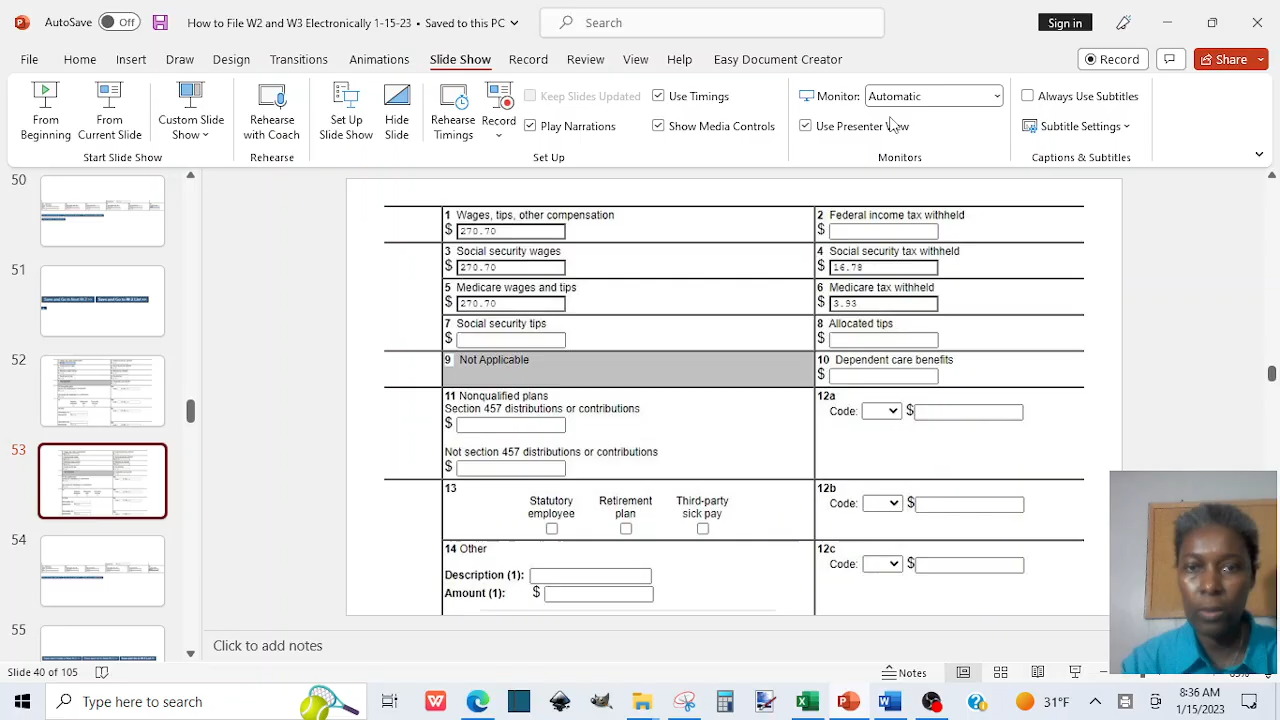 AutoSave Off How to File W2 and W3 Electronically 1-15-23 • Saved to this PC Search Sign in
File Home Insert Draw Design Transitions Animations Slide Show Record Review View Help Easy Document Creator Record Share
From Beginning
From Current Slide
Custom Slide Show
Rehearse with Coach
Set Up Slide Show
Hide Slide
Rehearse Timings
Record
Keep Slides Updated
Play Narrations
Use Timings
Show Media Controls
Monitor: Automatic
Use Presenter View
Always Use Subtitles
Subtitle Settings
Start Slide Show Rehearse Set Up Monitors Captions & Subtitles
50
51
52
53
54
55
1 Wages, tips, other compensation
$ 270.70
2 Federal income tax withheld
$
3 Social security wages
$ 270.70
4 Social security tax withheld
$ 16.78
5 Medicare wages and tips
$ 270.70
6 Medicare tax withheld
$ 3.93
7 Social security tips
$
8 Allocated tips
$
9 Not Applicable
10 Dependent care benefits
$
11 Nonqualified plans
Section 457 distributions or contributions
$
Not section 457 distributions or contributions
$
12a
Code: $
13
Statutory employee
Retirement plan
Third-party sick pay
12b
Code: $
14 Other
Description (1):
Amount (1): $
12c
Code: $
Click to add notes
Slide 40 of 105 Notes
Type here to search 31°F 8:36 AM
1/15/2023